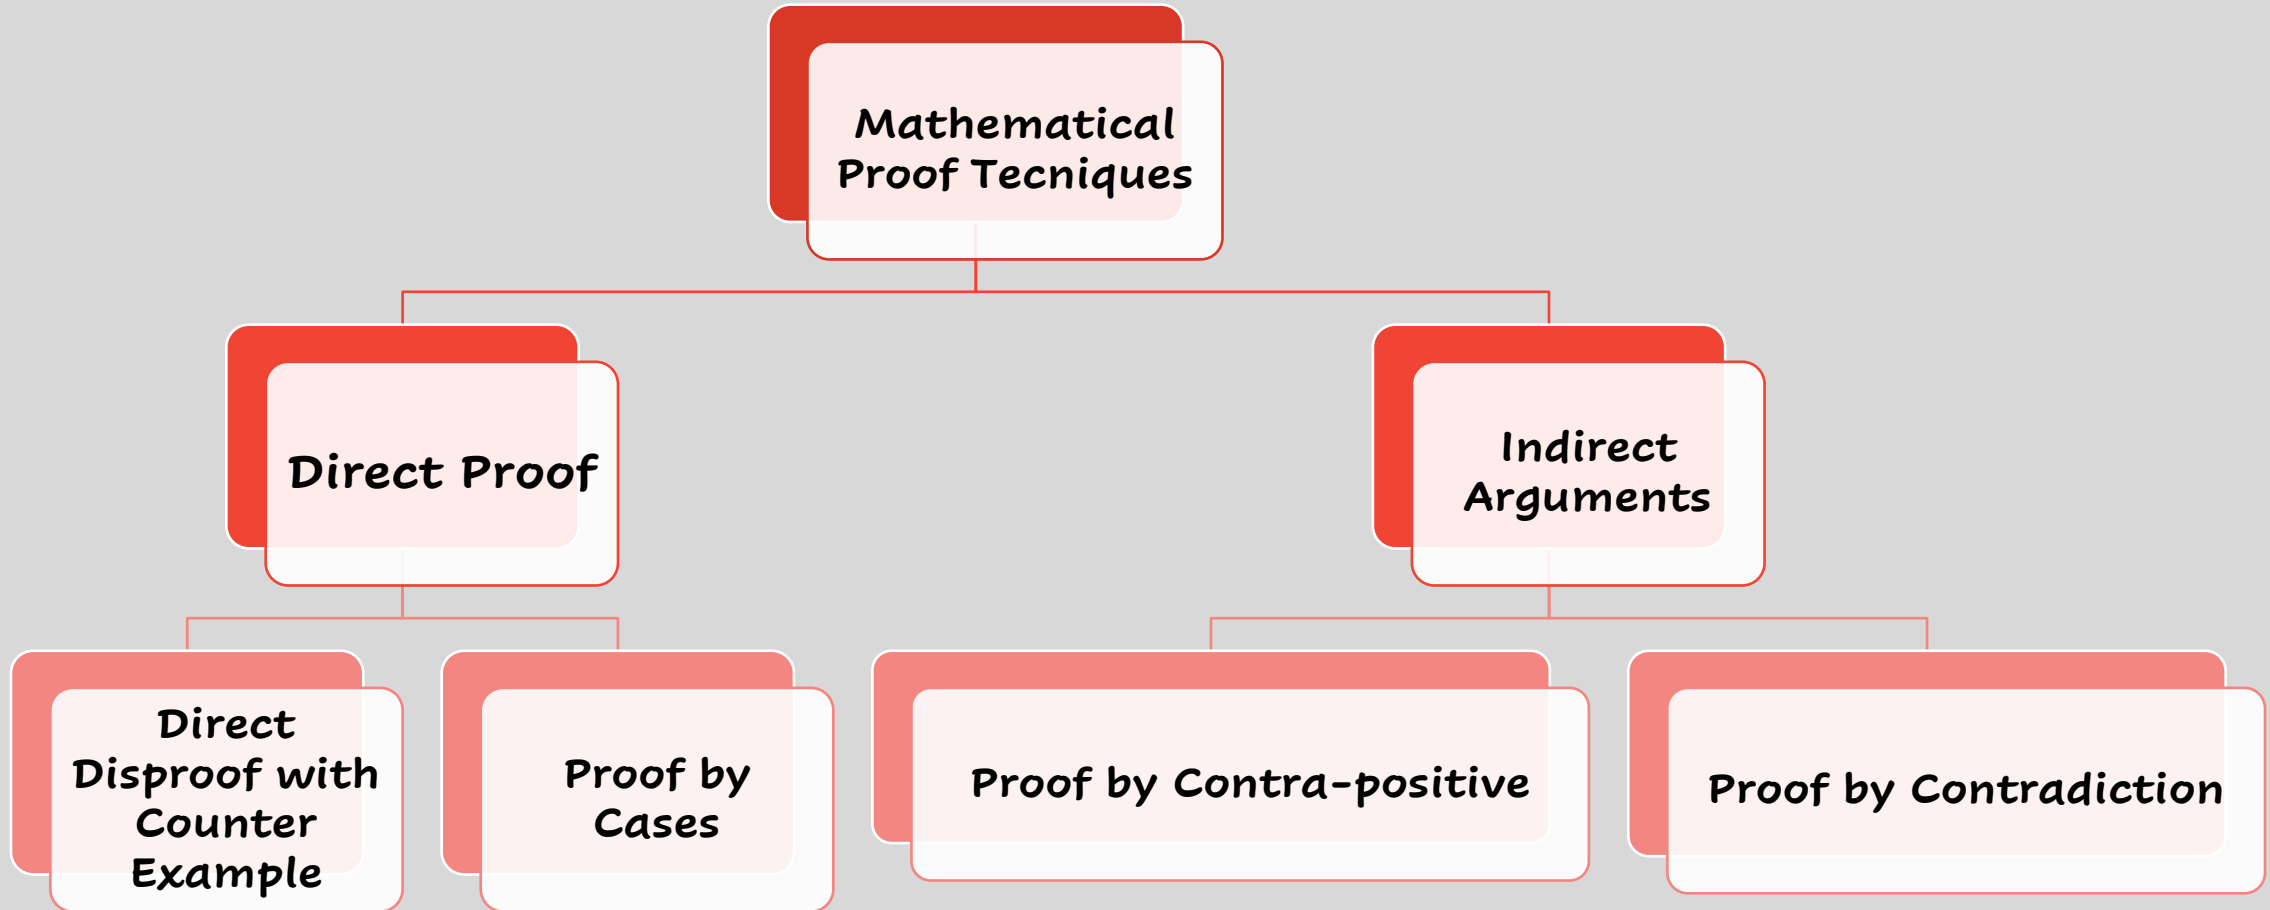 Mathematical
Proof Tecniques
Direct Proof
Indirect
Arguments
Direct
Disproof with
Counter
Example
Proof by
Cases
Proof by Contra-positive
Proof by Contradiction